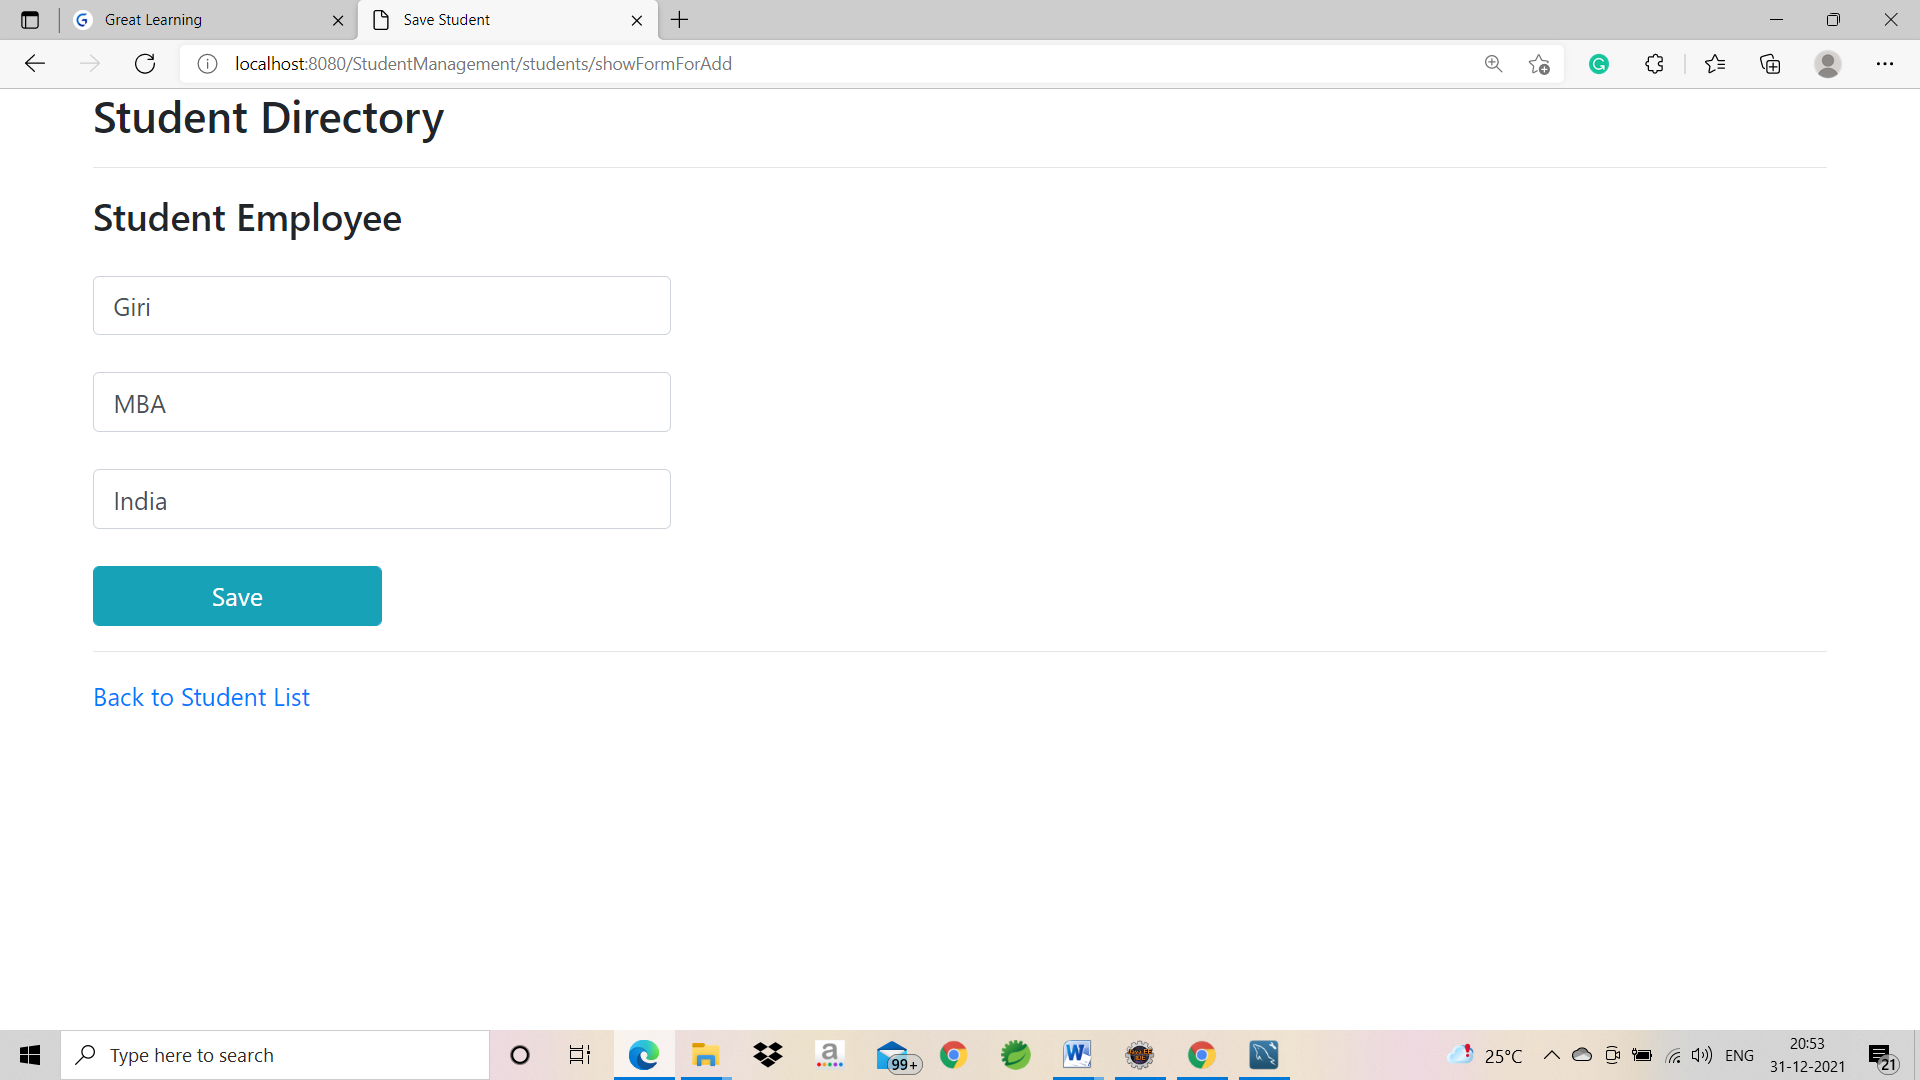 Great Learning
Save Student
localhost:8080/StudentManagement/students/showFormForAdd
Student Directory
Student Employee
Giri
MBA
India
Save
Back to Student List
Type here to search
a
99+
W
25°C
ENG
20:53
31-12-2021
21